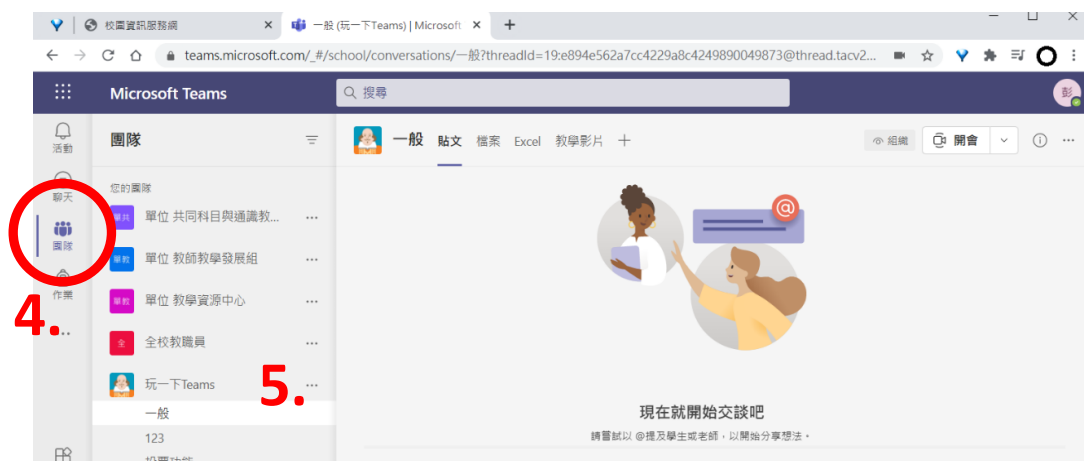 校園資訊服務網
一般 (玩一下Teams) | Microsoft
teams.microsoft.com/_#/school/conversations/一般?threadId=19:e894e562a7cc4229a8c4249890049873@thread.tacv2...
Microsoft Teams
搜尋
彭
活動
聊天
團隊
作業
4.
團隊
您的團隊
單共 單位 共同科目與通識教...
單教 單位 教師教學發展組
單教 單位 教學資源中心
全 全校教職員
玩一下Teams
5.
一般
123
投票功能
一般 貼文 檔案 Excel 教學影片
組織
開會
@
現在就開始交談吧
請嘗試以 @提及學生或老師，以開始分享想法。